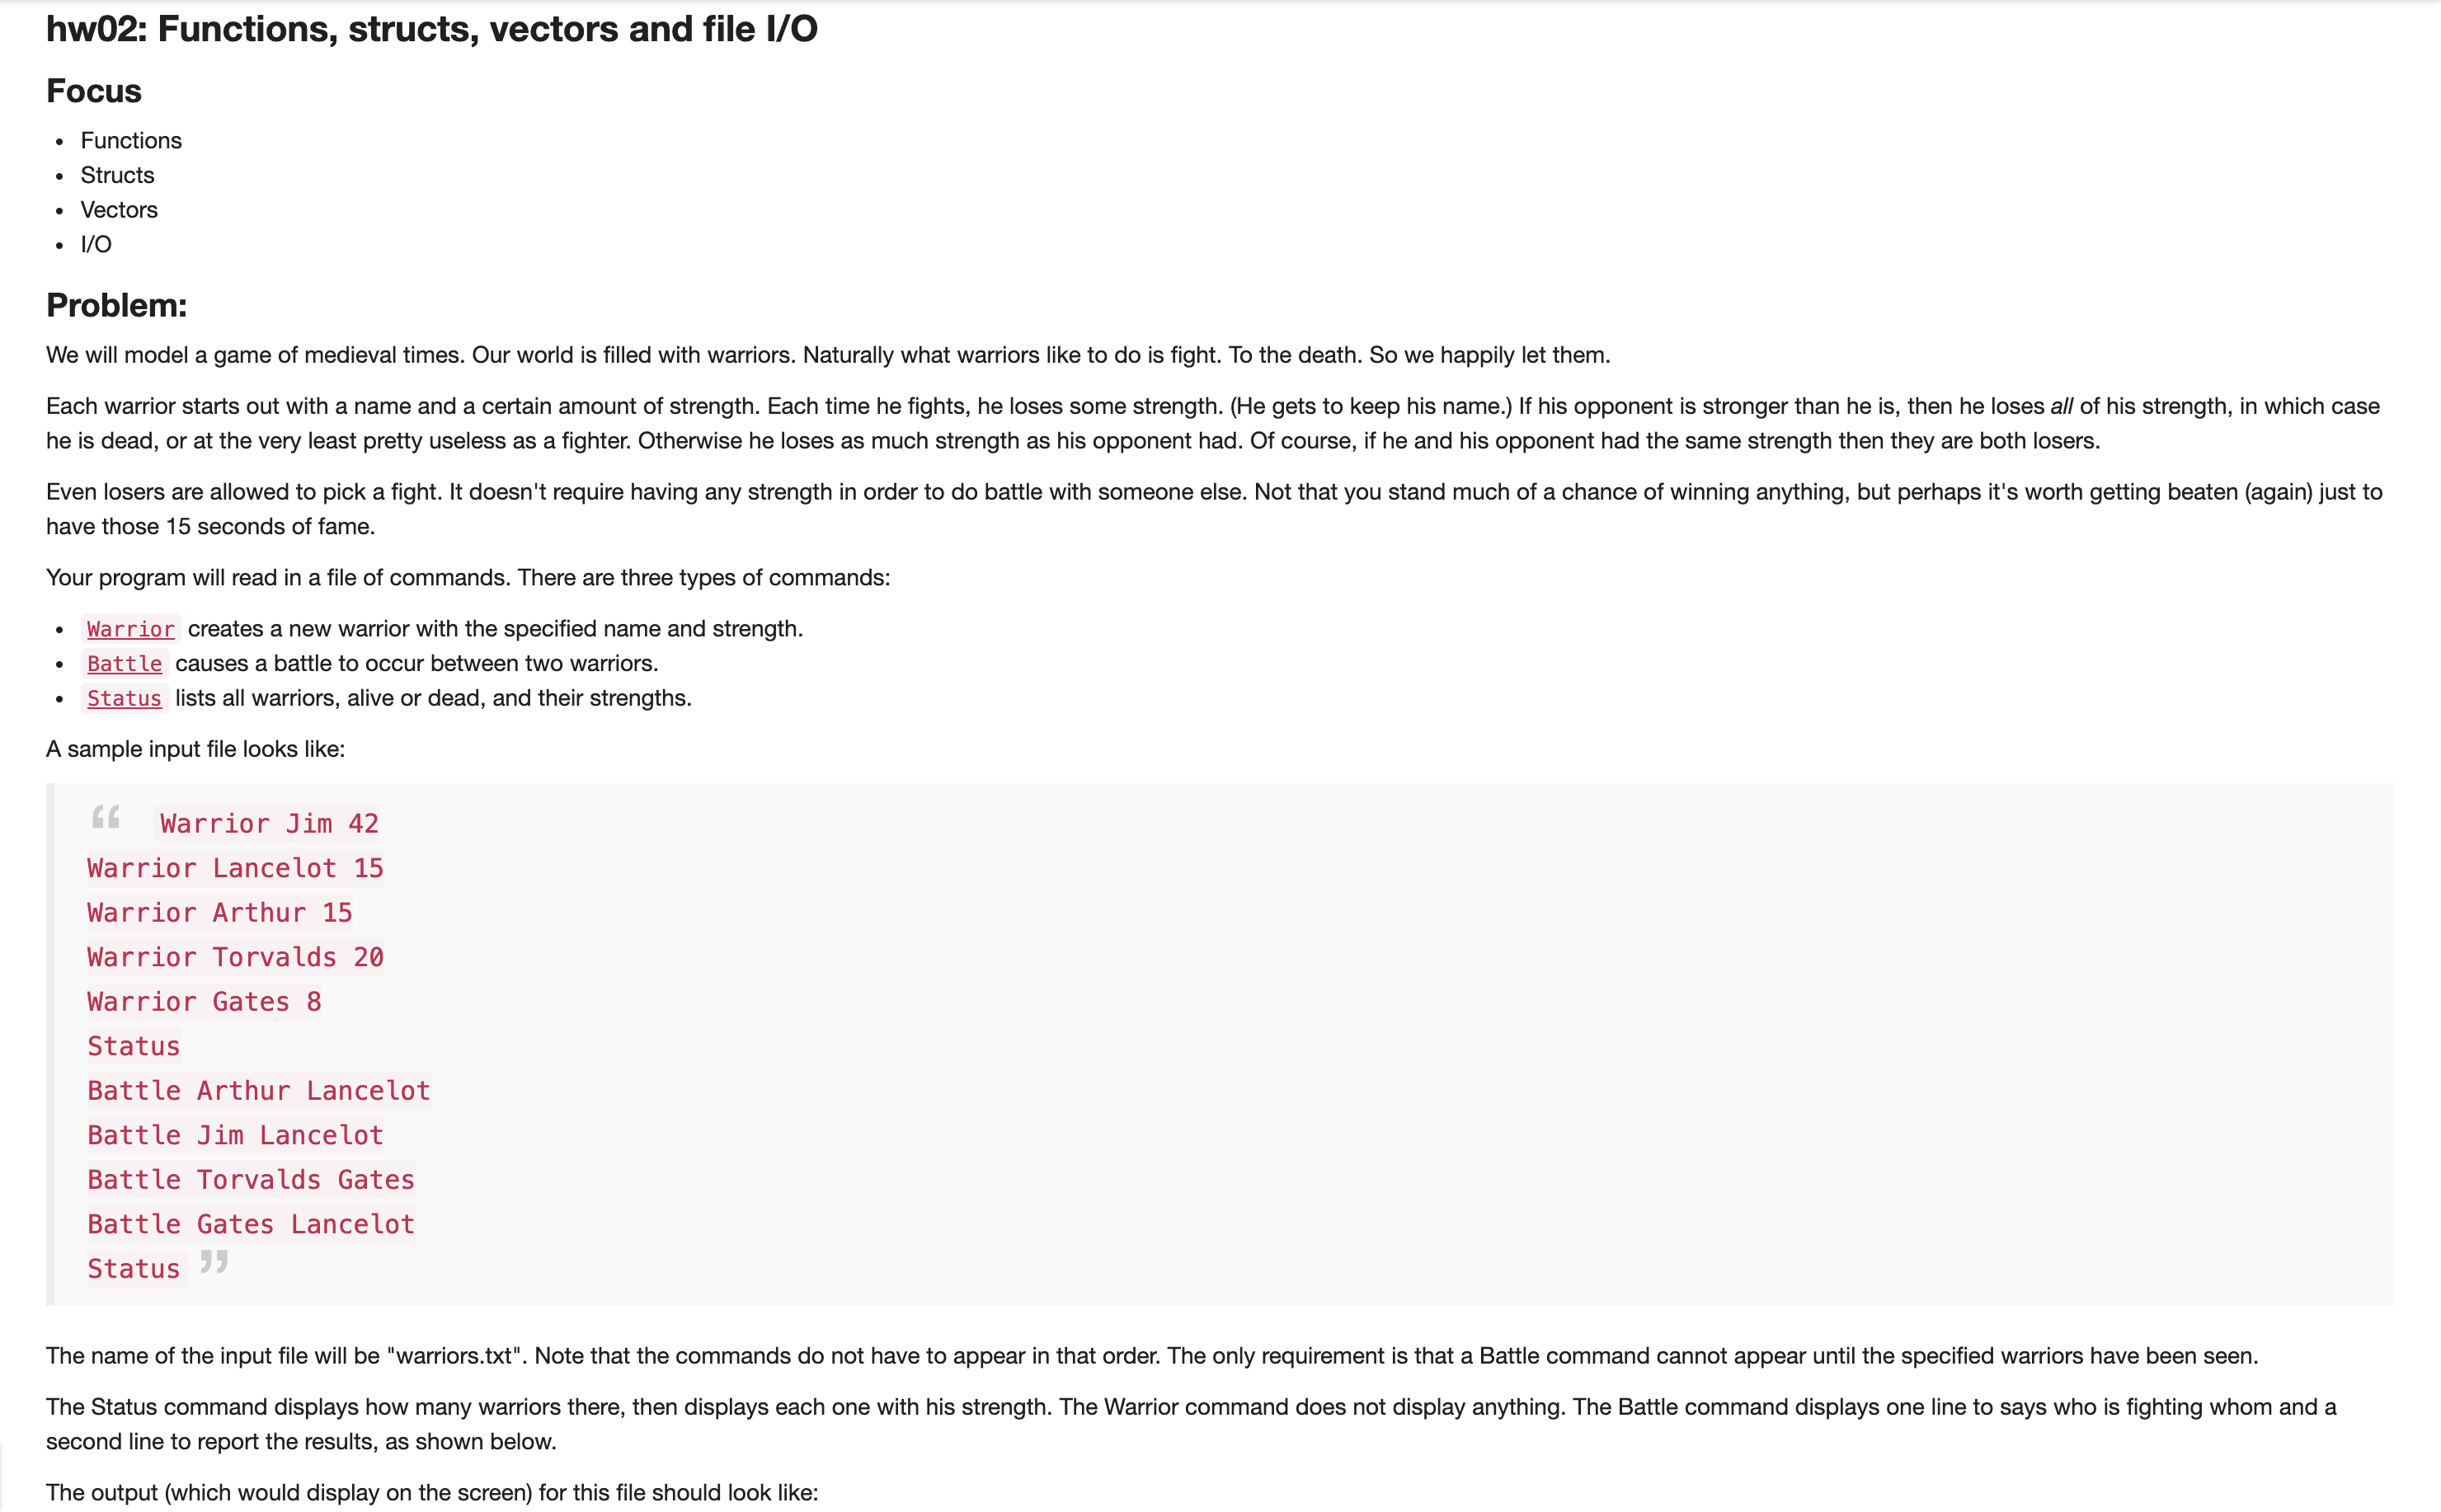 hw02: Functions, structs, vectors and file I/O
Focus
• Functions
• Structs
• Vectors
• I/O
Problem:
We will model a game of medieval times. Our world is filled with warriors. Naturally what warriors like to do is fight. To the death. So we happily let them.
Each warrior starts out with a name and a certain amount of strength. Each time he fights, he loses some strength. (He gets to keep his name.) If his opponent is stronger than he is, then he loses all of his strength, in which case
he is dead, or at the very least pretty useless as a fighter. Otherwise he loses as much strength as his opponent had. Of course, if he and his opponent had the same strength then they are both losers.
Even losers are allowed to pick a fight. It doesn't require having any strength in order to do battle with someone else. Not that you stand much of a chance of winning anything, but perhaps it's worth getting beaten (again) just to
have those 15 seconds of fame.
Your program will read in a file of commands. There are three types of commands:
• Warrior creates a new warrior with the specified name and strength.
• Battle causes a battle to occur between two warriors.
• Status lists all warriors, alive or dead, and their strengths.
A sample input file looks like:
“ Warrior Jim 42
Warrior Lancelot 15
Warrior Arthur 15
Warrior Torvalds 20
Warrior Gates 8
Status
Battle Arthur Lancelot
Battle Jim Lancelot
Battle Torvalds Gates
Battle Gates Lancelot
Status ”
The name of the input file will be "warriors.txt". Note that the commands do not have to appear in that order. The only requirement is that a Battle command cannot appear until the specified warriors have been seen.
The Status command displays how many warriors there, then displays each one with his strength. The Warrior command does not display anything. The Battle command displays one line to says who is fighting whom and a
second line to report the results, as shown below.
The output (which would display on the screen) for this file should look like: